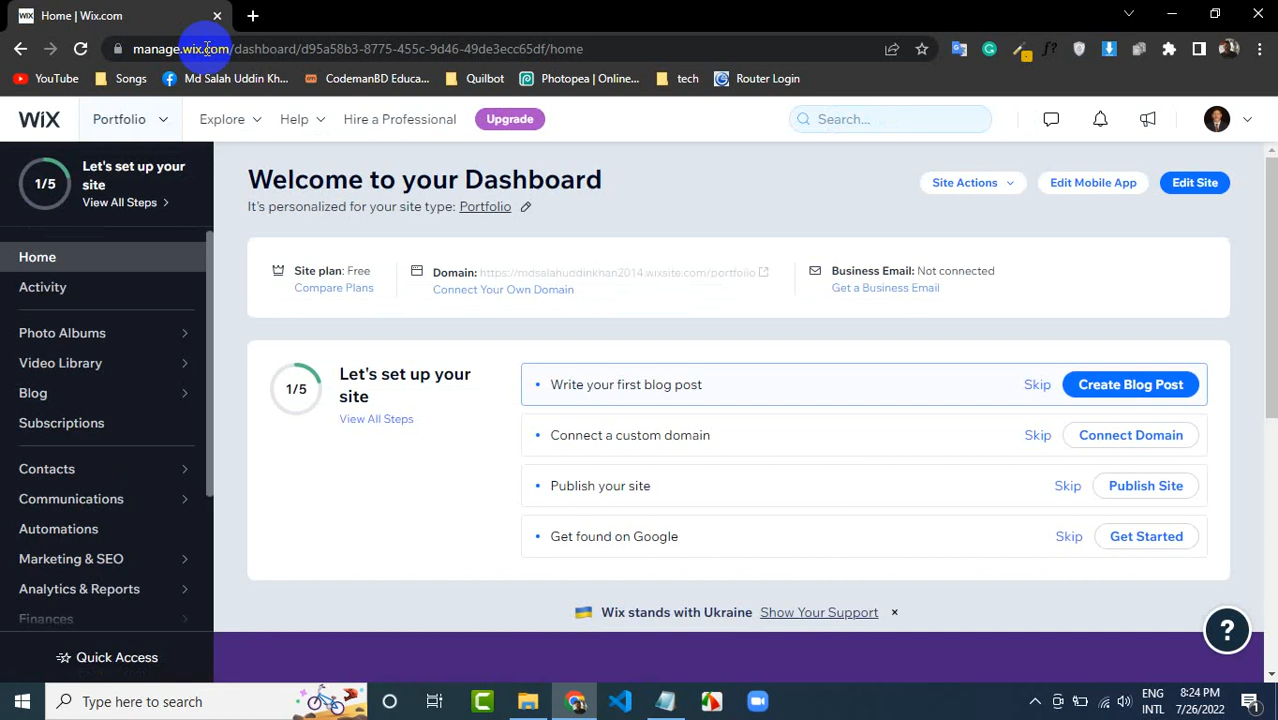 WIX Home | Wix.com
manage.wix.com/dashboard/d95a58b3-8775-455c-9d46-49de3ecc65df/home
YouTube Songs Md Salah Uddin Kh... CodemanBD Educa... Quilbot Photopea | Online... tech Router Login
WIX Portfolio Explore Help Hire a Professional Upgrade Search...
1/5
Let's set up your site
View All Steps
Home
Activity
Photo Albums
Video Library
Blog
Subscriptions
Contacts
Communications
Automations
Marketing & SEO
Analytics & Reports
Finances
Quick Access
Welcome to your Dashboard
It's personalized for your site type: Portfolio
Site Actions Edit Mobile App Edit Site
Site plan: Free
Compare Plans
Domain: https://mdsalahuddinkhan2014.wixsite.com/portfolio
Connect Your Own Domain
Business Email: Not connected
Get a Business Email
1/5
Let's set up your
site
View All Steps
Write your first blog post Skip Create Blog Post
Connect a custom domain Skip Connect Domain
Publish your site Skip Publish Site
Get found on Google Skip Get Started
Wix stands with Ukraine Show Your Support ×
?
Type here to search
ENG
INTL
8:24 PM
7/26/2022
1